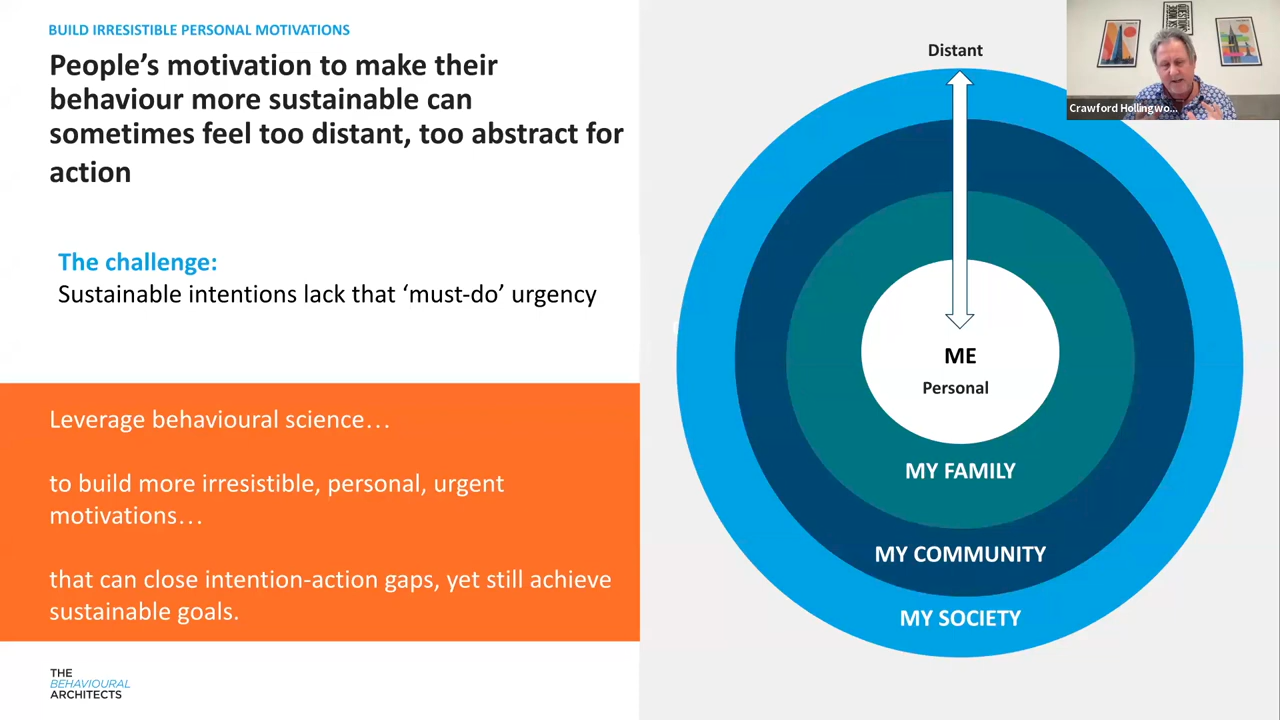 BUILD IRRESISTIBLE PERSONAL MOTIVATIONS
People’s motivation to make their
behaviour more sustainable can
sometimes feel too distant, too abstract for
action
The challenge:
Sustainable intentions lack that ‘must-do’ urgency
Leverage behavioural science…
to build more irresistible, personal, urgent
motivations…
that can close intention-action gaps, yet still achieve
sustainable goals.
THE
BEHAVIOURAL
ARCHITECTS
Distant
ME
Personal
MY FAMILY
MY COMMUNITY
MY SOCIETY
ASK MORE
QUESTIONS
Crawford Hollingwo...